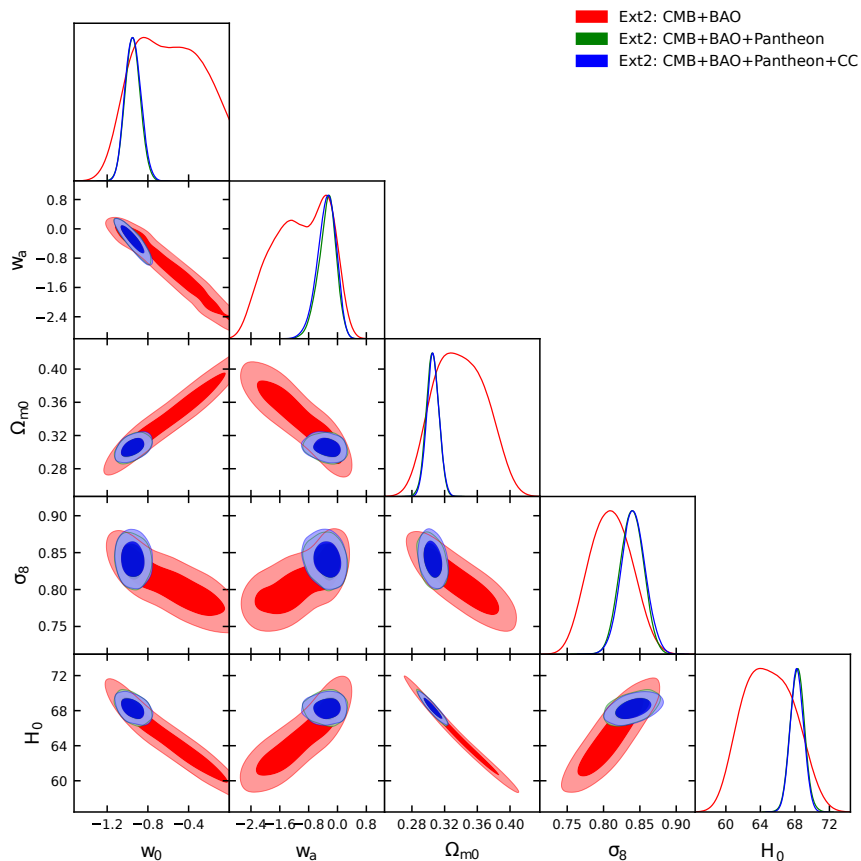 Ext2: CMB+BAO
Ext2: CMB+BAO+Pantheon
Ext2: CMB+BAO+Pantheon+CC
0.8
0.0
−0.8
−1.6
−2.4
wa
0.40
0.36
0.32
0.28
Ωm0
0.90
0.85
0.80
0.75
σ8
72
68
64
60
H0
−1.2 −0.8 −0.4
−2.4 −1.6 −0.8 0.0 0.8
0.28 0.32 0.36 0.40
0.75 0.80 0.85 0.90
60 64 68 72
w0 wa Ωm0 σ8 H0